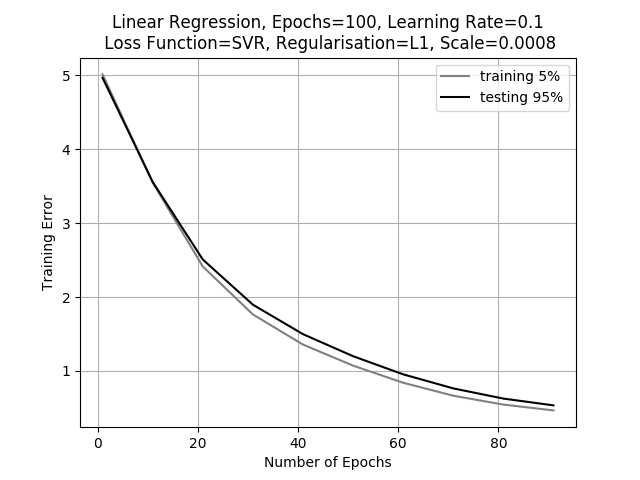 Linear Regression, Epochs=100, Learning Rate=0.1
Loss Function=SVR, Regularisation=L1, Scale=0.0008
training 5%
testing 95%
5
4
3
2
1
Training Error
0 20 40 60 80
Number of Epochs